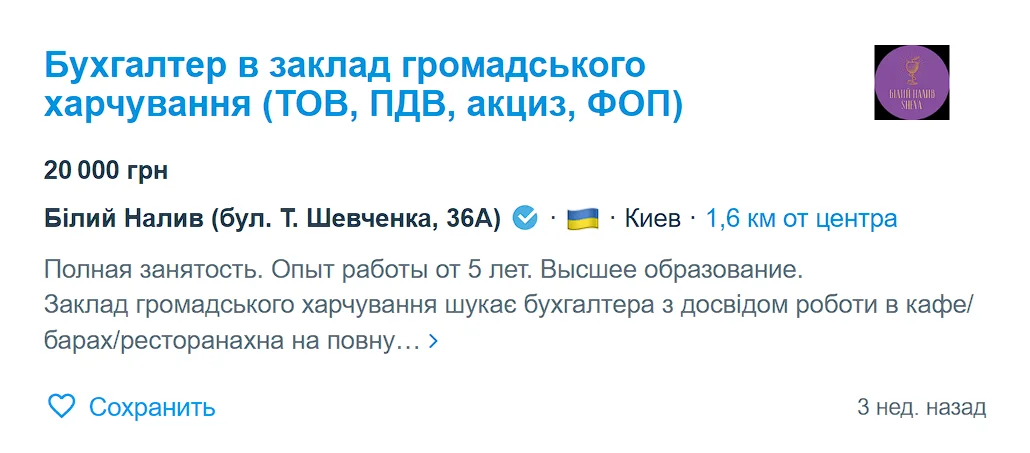 Бухгалтер в заклад громадського
харчування (ТОВ, ПДВ, акциз, ФОП)
БІЛИЙ НАЛИВ
SHEVA
20 000 грн
Білий Налив (бул. Т. Шевченка, 36А) · · Киев · 1,6 км от центра
Полная занятость. Опыт работы от 5 лет. Высшее образование.
Заклад громадського харчування шукає бухгалтера з досвідом роботи в кафе/
барах/ресторанахна на повну…
Сохранить
3 нед. назад